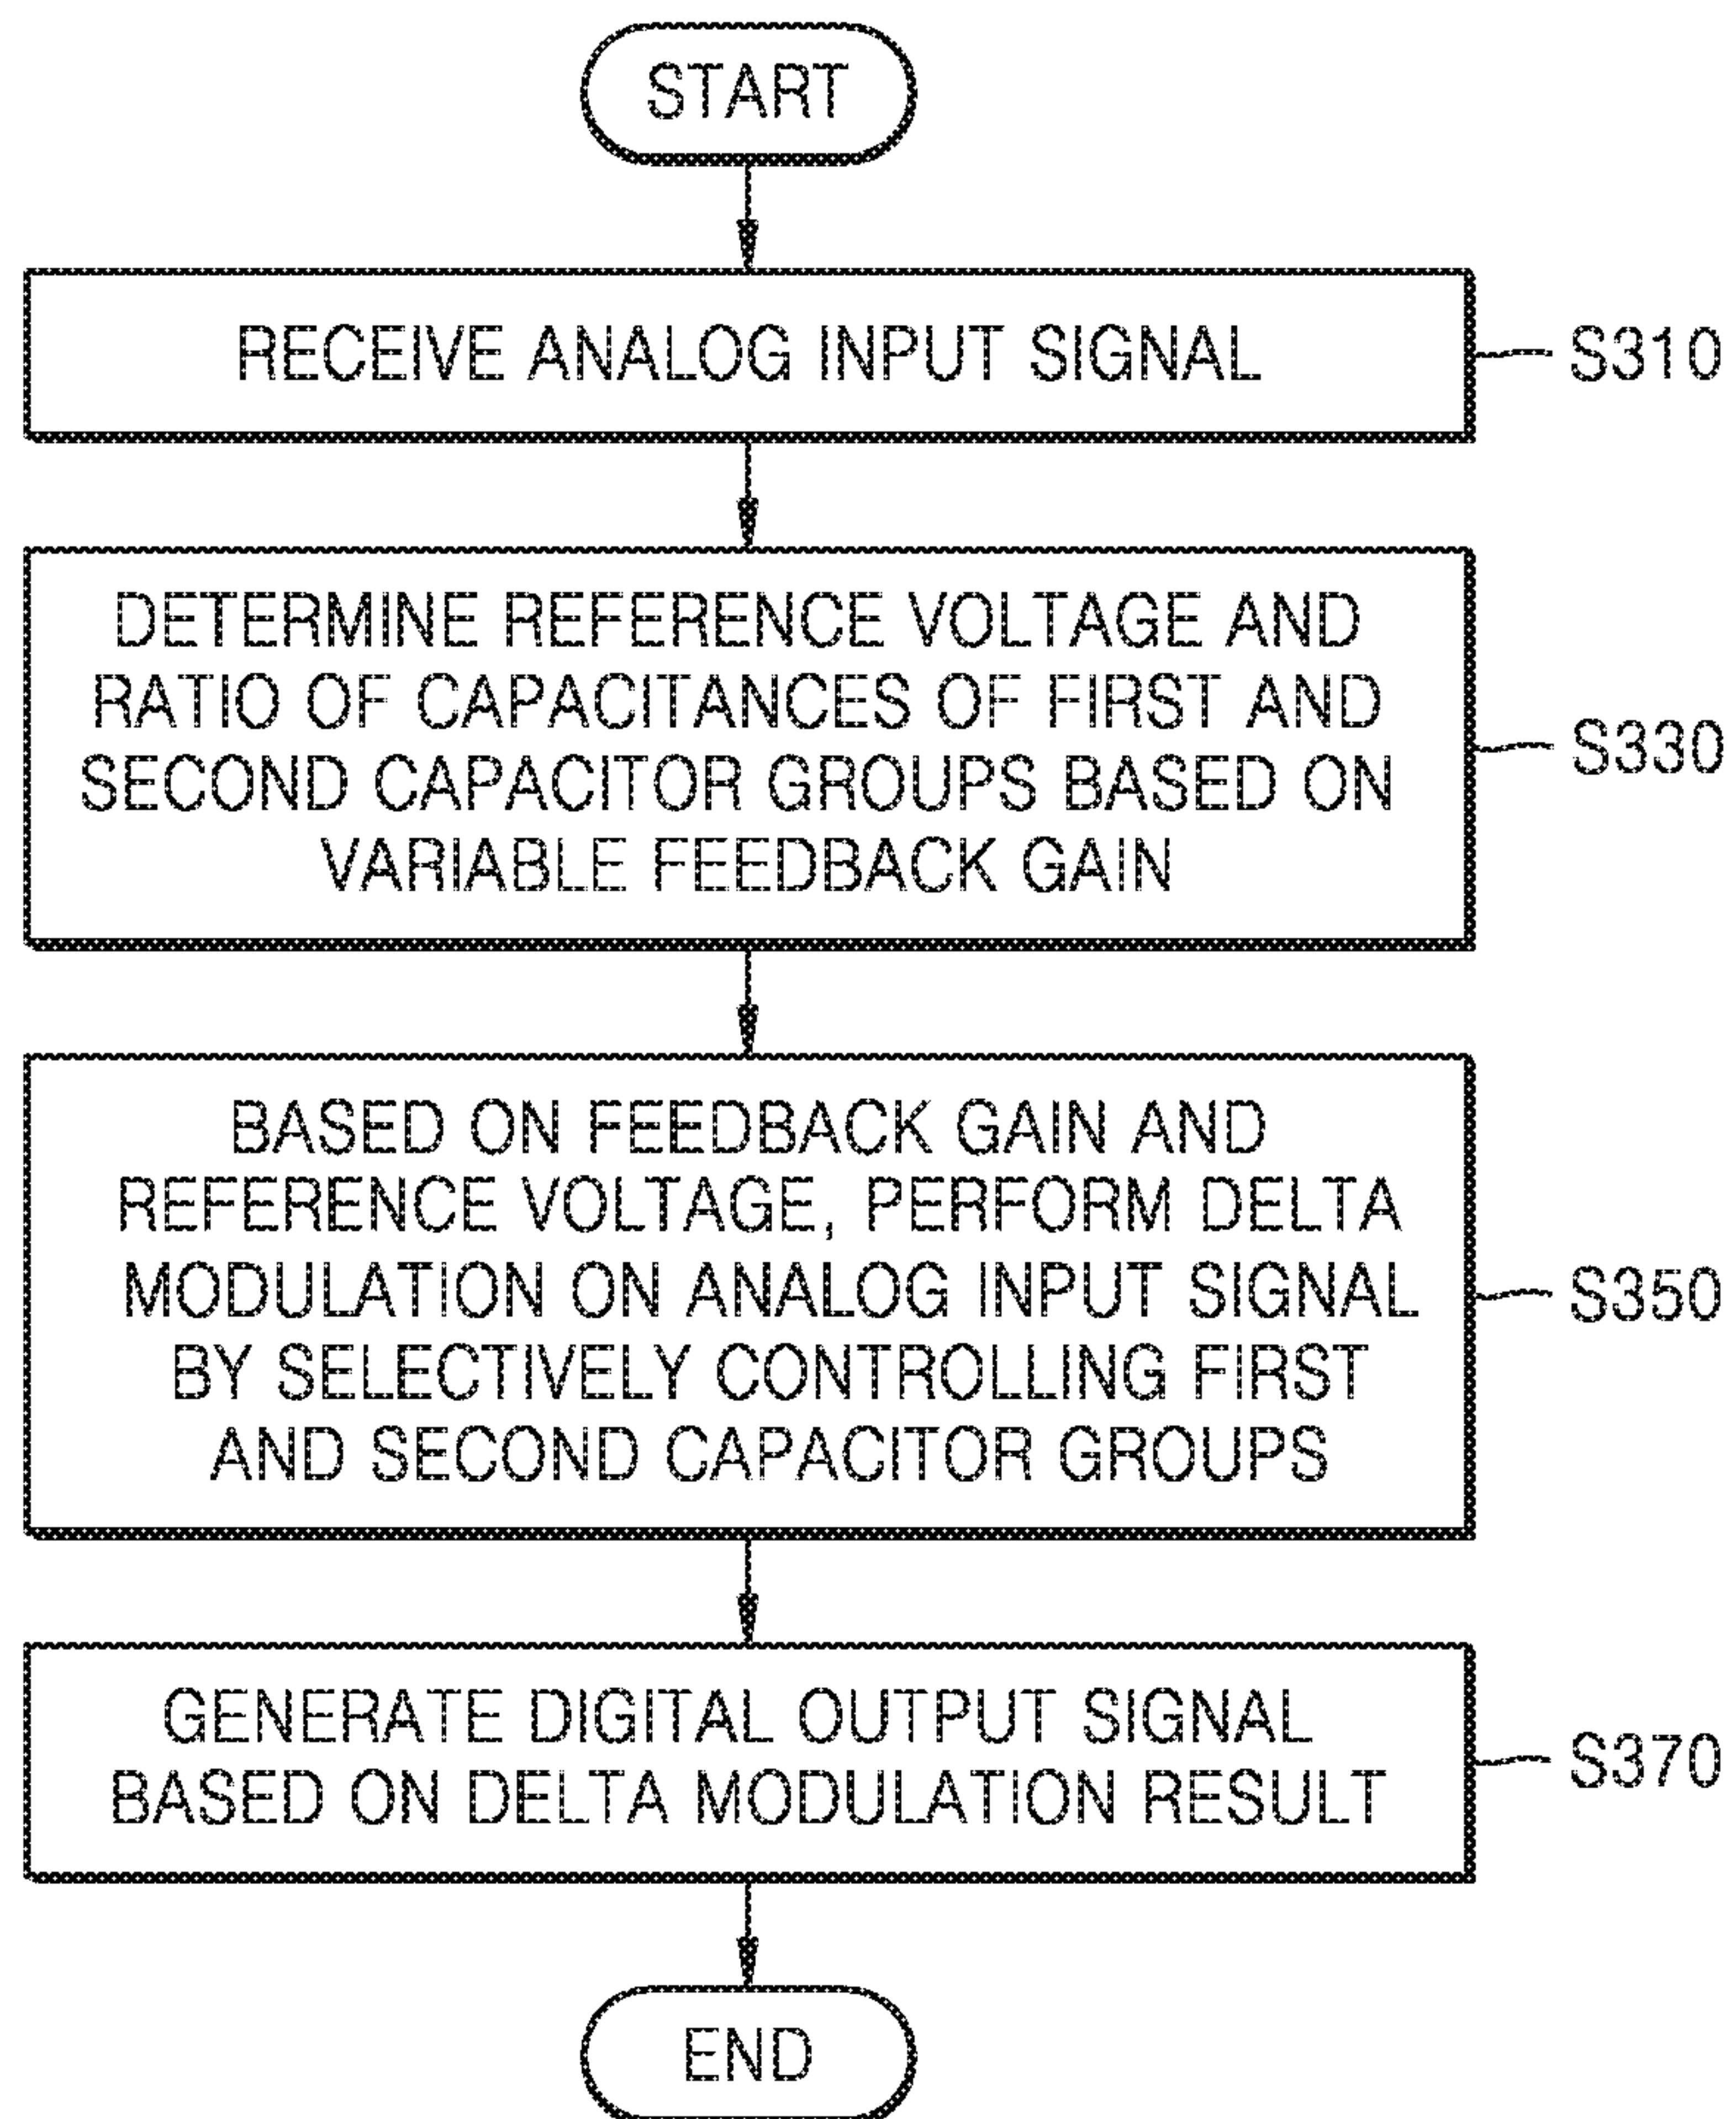 START
RECEIVE ANALOG INPUT SIGNAL
S310
DETERMINE REFERENCE VOLTAGE AND
RATIO OF CAPACITANCES OF FIRST AND
SECOND CAPACITOR GROUPS BASED ON
VARIABLE FEEDBACK GAIN
S330
BASED ON FEEDBACK GAIN AND
REFERENCE VOLTAGE, PERFORM DELTA
MODULATION ON ANALOG INPUT SIGNAL
BY SELECTIVELY CONTROLLING FIRST
AND SECOND CAPACITOR GROUPS
S350
GENERATE DIGITAL OUTPUT SIGNAL
BASED ON DELTA MODULATION RESULT
S370
END